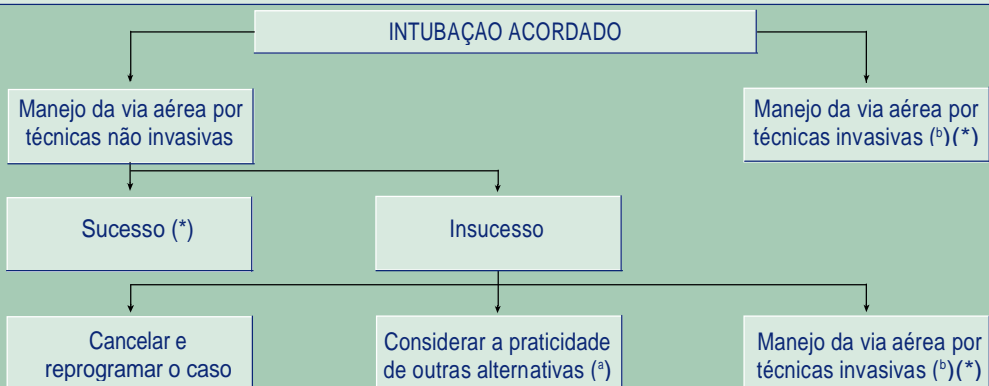 INTUBAÇAO ACORDADO
Manejo da via aérea por
técnicas não invasivas
Manejo da via aérea por
técnicas invasivas (ᵇ)(*)
Sucesso (*)
Insucesso
Cancelar e
reprogramar o caso
Considerar a praticidade
de outras alternativas (ᵃ)
Manejo da via aérea por
técnicas invasivas (ᵇ)(*)